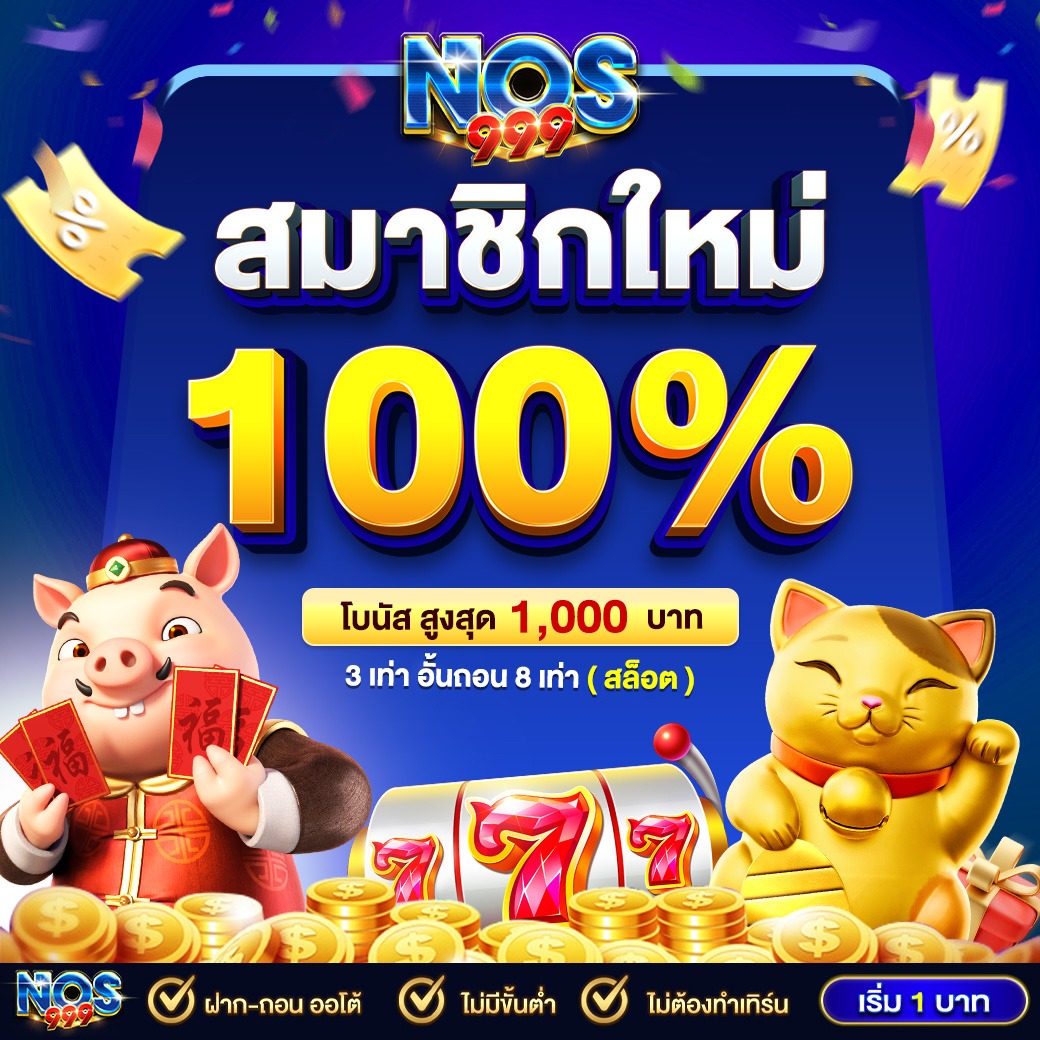 NOS
999
สมาชิกใหม่
100%
โบนัส สูงสุด 1,000 บาท
3 เท่า อั้นถอน 8 เท่า ( สล็อต )
%
%
福
福
7 7 7
NOS
999
ฝาก-ถอน ออโต้
ไม่มีขั้นต่ำ
ไม่ต้องทำเทิร์น
เริ่ม 1 บาท